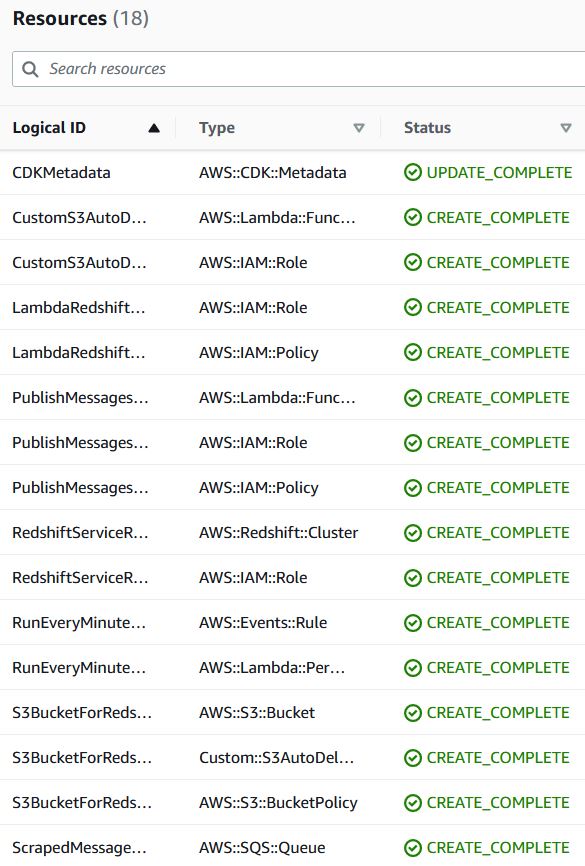 Resources (18)
Search resources
Logical ID Type Status
CDKMetadata AWS::CDK::Metadata UPDATE_COMPLETE
CustomS3AutoD... AWS::Lambda::Func... CREATE_COMPLETE
CustomS3AutoD... AWS::IAM::Role CREATE_COMPLETE
LambdaRedshift... AWS::IAM::Role CREATE_COMPLETE
LambdaRedshift... AWS::IAM::Policy CREATE_COMPLETE
PublishMessages... AWS::Lambda::Func... CREATE_COMPLETE
PublishMessages... AWS::IAM::Role CREATE_COMPLETE
PublishMessages... AWS::IAM::Policy CREATE_COMPLETE
RedshiftServiceR... AWS::Redshift::Cluster CREATE_COMPLETE
RedshiftServiceR... AWS::IAM::Role CREATE_COMPLETE
RunEveryMinute... AWS::Events::Rule CREATE_COMPLETE
RunEveryMinute... AWS::Lambda::Per... CREATE_COMPLETE
S3BucketForReds... AWS::S3::Bucket CREATE_COMPLETE
S3BucketForReds... Custom::S3AutoDel... CREATE_COMPLETE
S3BucketForReds... AWS::S3::BucketPolicy CREATE_COMPLETE
ScrapedMessage... AWS::SQS::Queue CREATE_COMPLETE